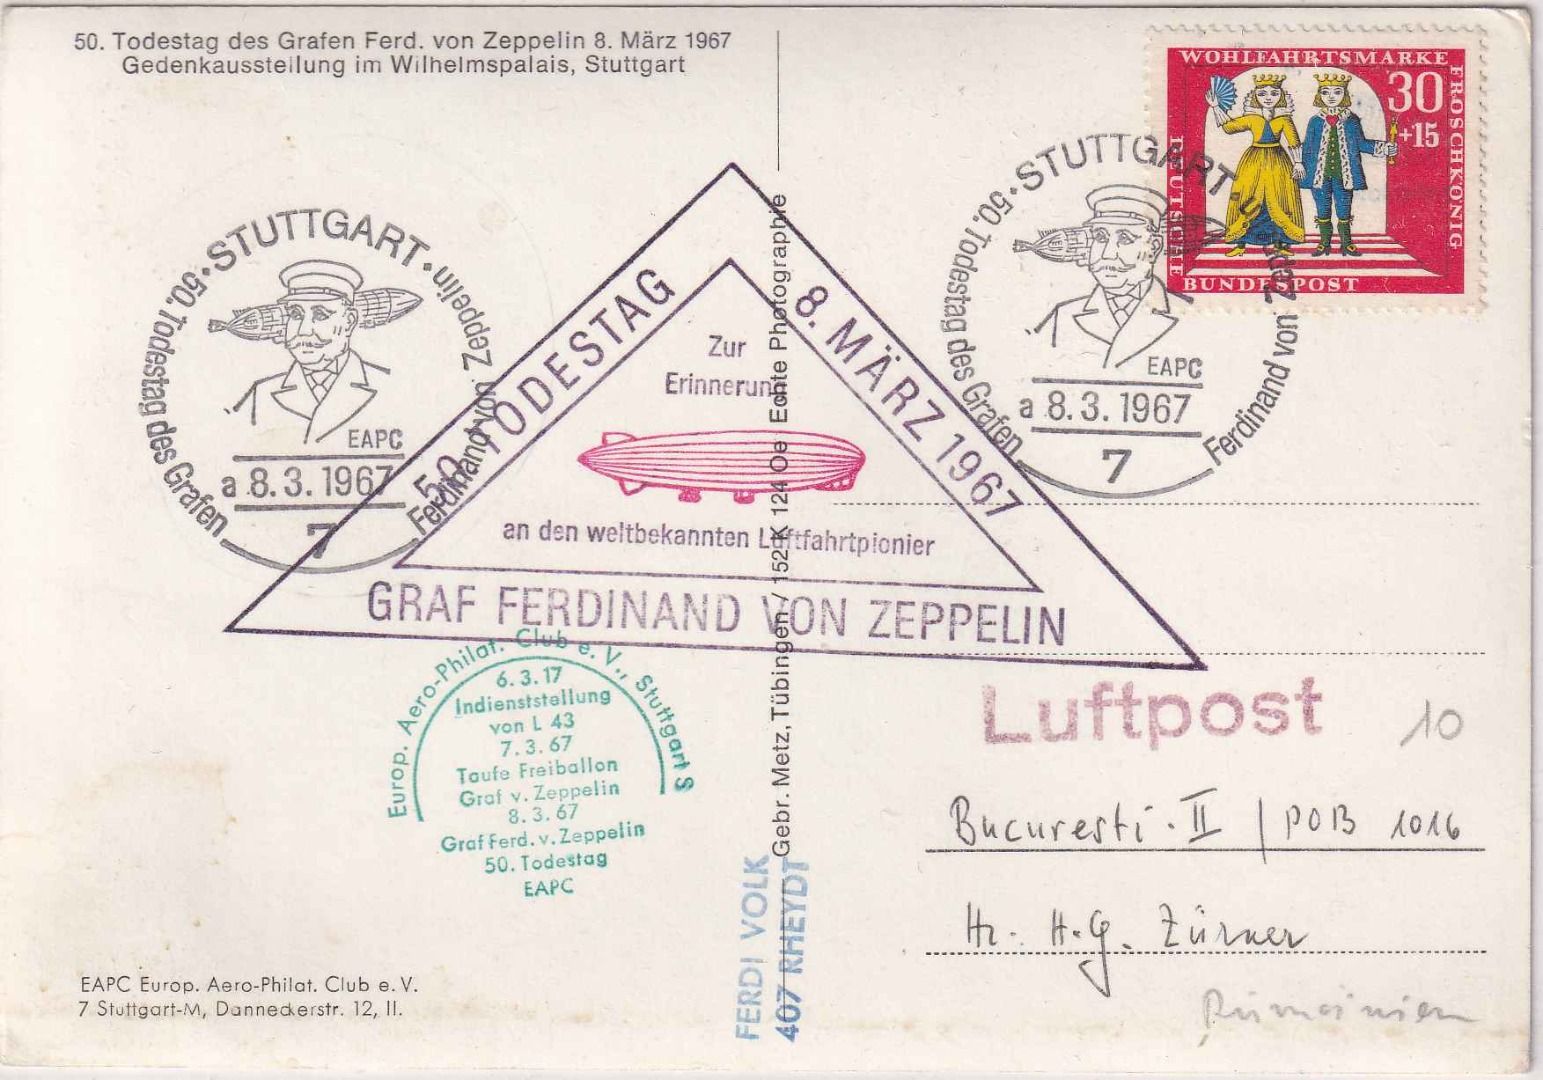 50. Todestag des Grafen Ferd. von Zeppelin 8. März 1967
Gedenkausstellung im Wilhelmspalais, Stuttgart
WOHLFAHRTSMARKE
FROSCHKÖNIG
30
+15
DEUTSCHE
BUNDESPOST
STUTTGART
50. Todestag des Grafen Ferdinand von Zeppelin
EAPC
a 8.3.1967
7
STUTTGART
50. Todestag des Grafen Ferdinand von Zeppelin
EAPC
a 8.3.1967
7
50. TODESTAG
8. MÄRZ 1967
Zur
Erinnerung
an den weltbekannten Luftfahrtpionier
GRAF FERDINAND VON ZEPPELIN
Gebr. Metz, Tübingen / 152 K 124 Oe Echte Photographie
Europ. Aero-Philat. Club e. V., Stuttgart S
6.3.17
Indienststellung
von L 43
7.3.67
Taufe Freiballon
Graf v. Zeppelin
8.3.67
Graf Ferd. v. Zeppelin
50. Todestag
EAPC
Luftpost
10
Bucuresti. II / POB 1016
Hr. H.G. Zürner
Rumänien
FERDI VOLK
407 RHEYDT
EAPC Europ. Aero-Philat. Club e. V.
7 Stuttgart-M, Danneckerstr. 12, II.